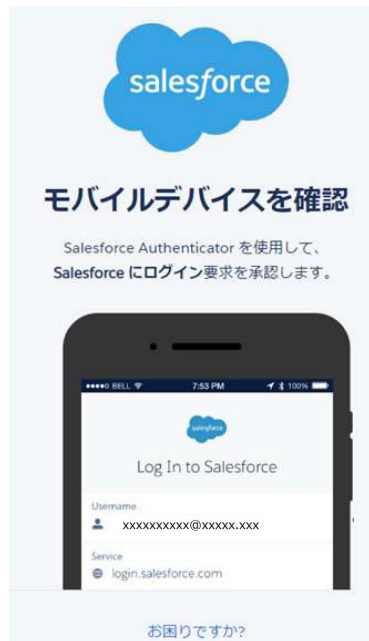 salesforce
モバイルデバイスを確認
Salesforce Authenticator を使用して、
Salesforce にログイン要求を承認します。
BELL 7:53 PM 100%
salesforce
Log In to Salesforce
Username
xxxxxxxxxx@xxxxx.xxx
Service
login.salesforce.com
お困りですか?